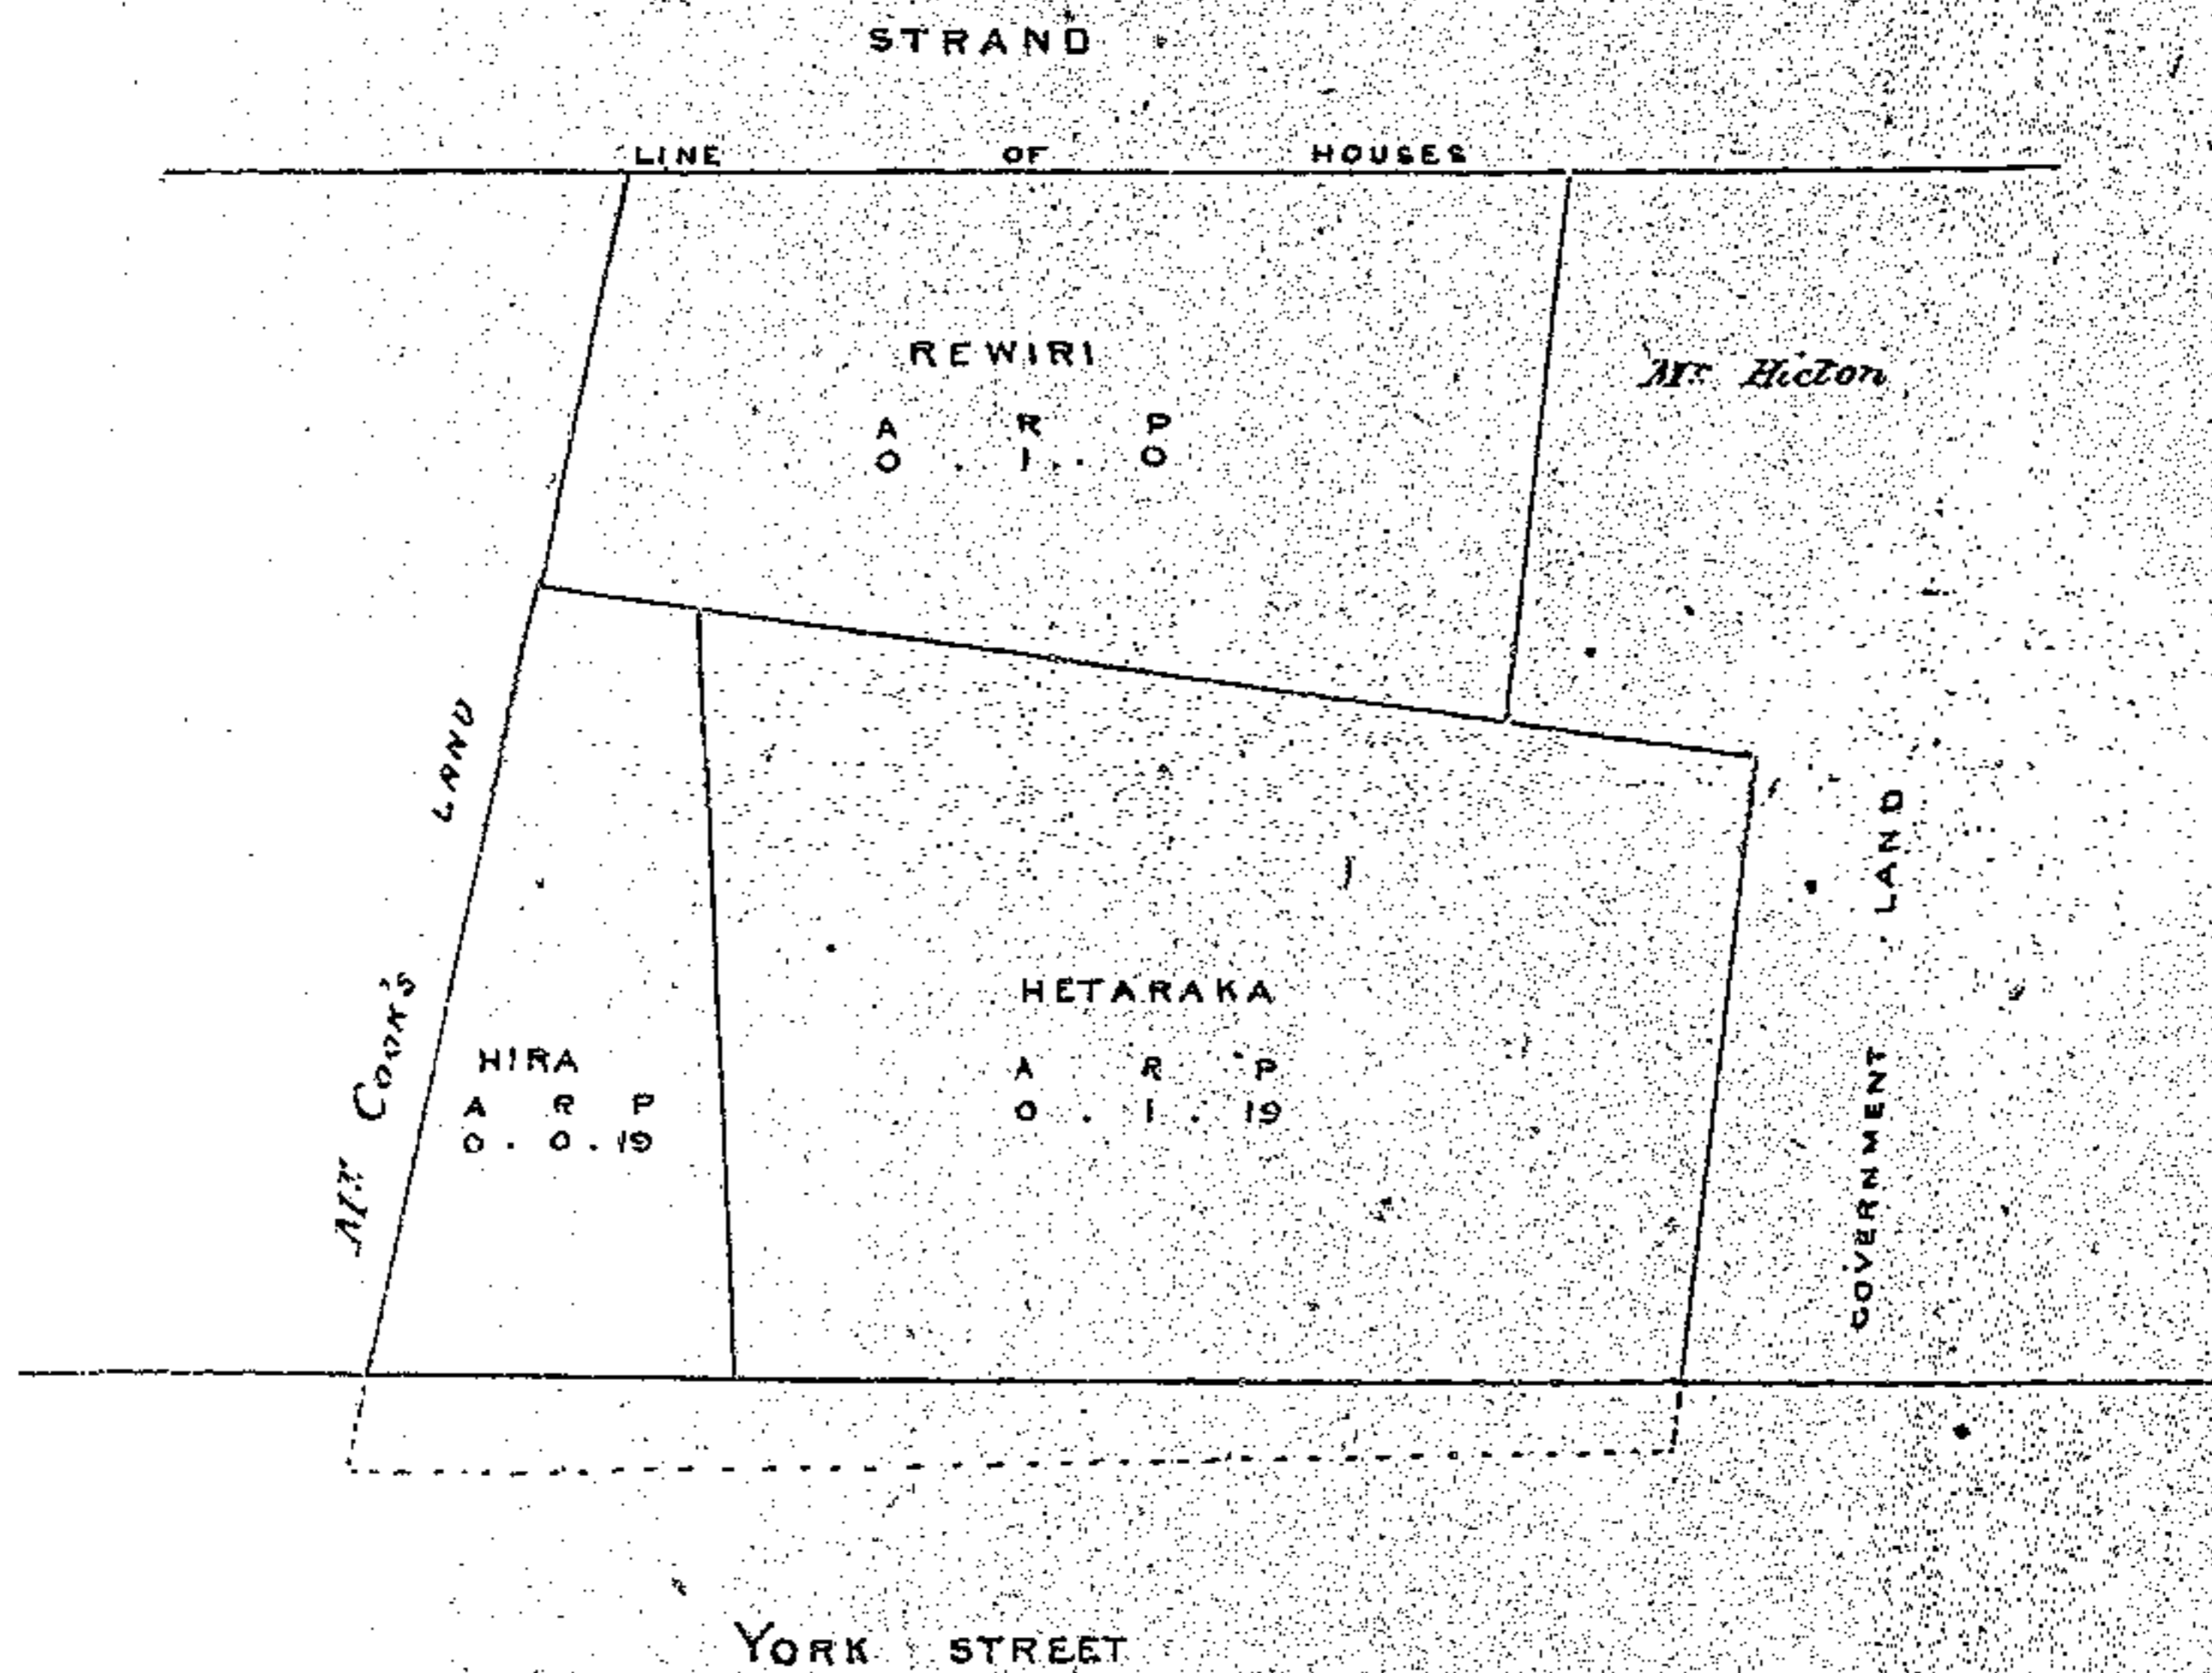 STRAND
LINE OF HOUSES
REWIRI
A R P
0 . 1 . 0
Mr. Hicton
Mr Cook's LAND
HETARAKA
A R P
0 . 1 . 19
HIRA
A R P
0 . 0 . 19
GOVERNMENT LAND
YORK STREET